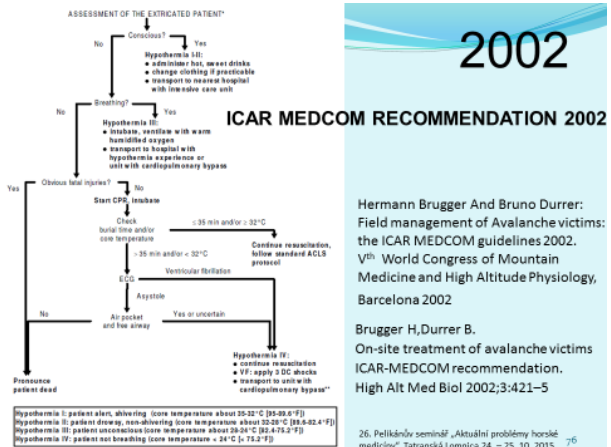 ASSESSMENT OF THE EXTRICATED PATIENT*
Conscious?
No
Yes
Hypothermia I-II:
● administer hot, sweet drinks
● change clothing if practicable
● transport to nearest hospital
with intensive care unit
Breathing?
No
Yes
Hypothermia III:
● intubate, ventilate with warm
humidified oxygen
● transport to hospital with
hypothermia experience or
unit with cardiopulmonary bypass
Obvious fatal injuries?
Yes
No
Start CPR, intubate
Check
burial time and/or
core temperature
≤ 35 min and/or ≥ 32°C
Continue resuscitation,
follow standard ACLS
protocol
> 35 min and/or < 32°C
ECG
Ventricular fibrillation
Asystole
Air pocket
and free airway
No
Yes or uncertain
Hypothermia IV:
● continue resuscitation
● VF: apply 3 DC shocks
● transport to unit with
cardiopulmonary bypass**
Pronounce
patient dead
Hypothermia I: patient alert, shivering (core temperature about 35-32°C [95-89.6°F])
Hypothermia II: patient drowsy, non-shivering (core temperature about 32-28°C [89.6-82.4°F])
Hypothermia III: patient unconscious (core temperature about 28-24°C [82.4-75.2°F])
Hypothermia IV: patient not breathing (core temperature < 24°C [< 75.2°F])
2002
ICAR MEDCOM RECOMMENDATION 2002
Hermann Brugger And Bruno Durrer:
Field management of Avalanche victims:
the ICAR MEDCOM guidelines 2002.
Vth World Congress of Mountain
Medicine and High Altitude Physiology,
Barcelona 2002
Brugger H,Durrer B.
On-site treatment of avalanche victims
ICAR-MEDCOM recommendation.
High Alt Med Biol 2002;3:421–5
26. Pelikánův seminář „Aktuální problémy horské
medicíny" Tatranská Lomnica 24. – 25. 10. 2015
76